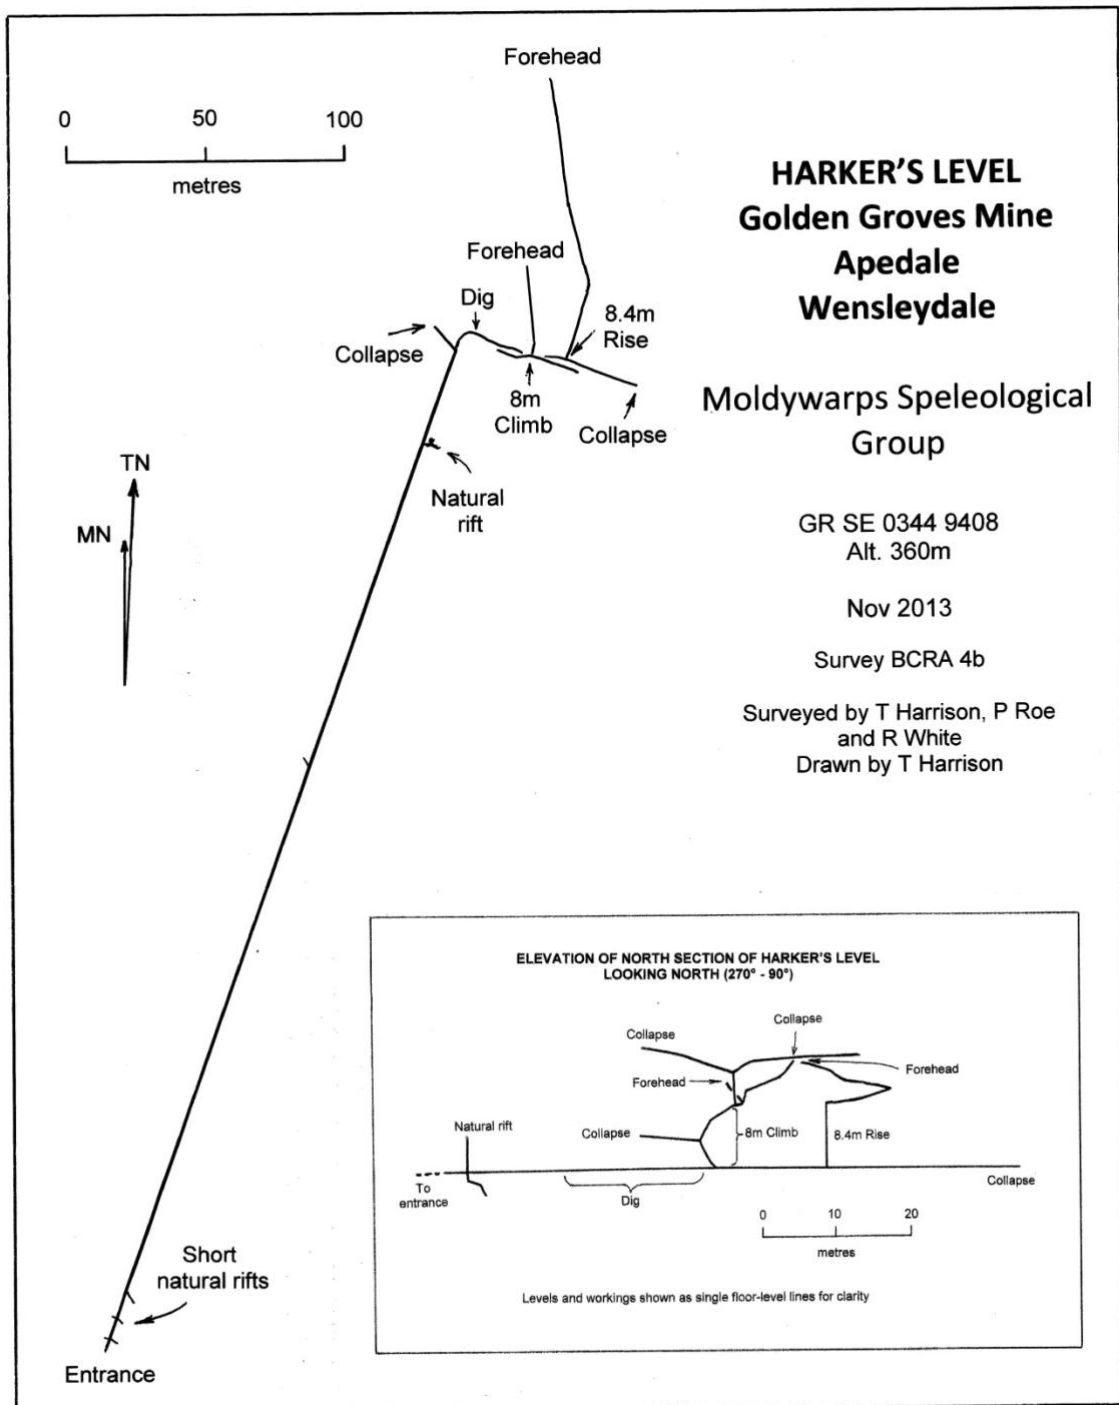 Forehead
0 50 100
metres
HARKER'S LEVEL
Golden Groves Mine
Apedale
Wensleydale
Forehead
Dig
8.4m
Rise
Collapse
8m
Climb
Collapse
Moldywarps Speleological
Group
TN
MN
Natural
rift
GR SE 0344 9408
Alt. 360m
Nov 2013
Survey BCRA 4b
Surveyed by T Harrison, P Roe
and R White
Drawn by T Harrison
Short
natural rifts
Entrance
ELEVATION OF NORTH SECTION OF HARKER'S LEVEL
LOOKING NORTH (270° - 90°)
Collapse
Collapse
Forehead
Forehead
Natural rift
Collapse
8m Climb
8.4m Rise
To
entrance
Dig
Collapse
0 10 20
metres
Levels and workings shown as single floor-level lines for clarity